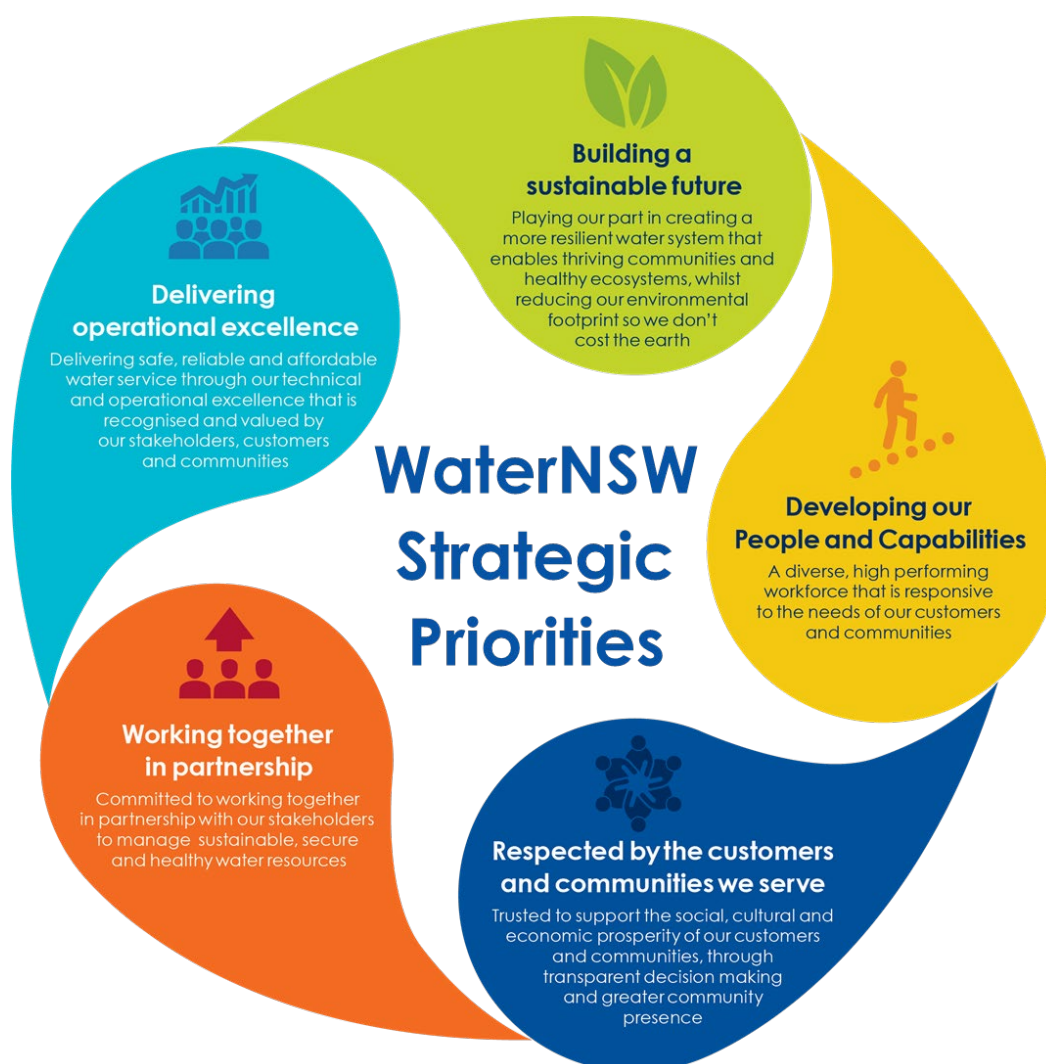 Building a
sustainable future
Playing our part in creating a
more resilient water system that
enables thriving communities and
healthy ecosystems, whilst
reducing our environmental
footprint so we don't
cost the earth
Delivering
operational excellence
Delivering safe, reliable and affordable
water service through our technical
and operational excellence that is
recognised and valued by
our stakeholders, customers
and communities
WaterNSW
Strategic
Priorities
Developing our
People and Capabilities
A diverse, high performing
workforce that is responsive
to the needs of our customers
and communities
Working together
in partnership
Committed to working together
in partnership with our stakeholders
to manage sustainable, secure
and healthy water resources
Respected by the customers
and communities we serve
Trusted to support the social, cultural and
economic prosperity of our customers
and communities, through
transparent decision making
and greater community
presence